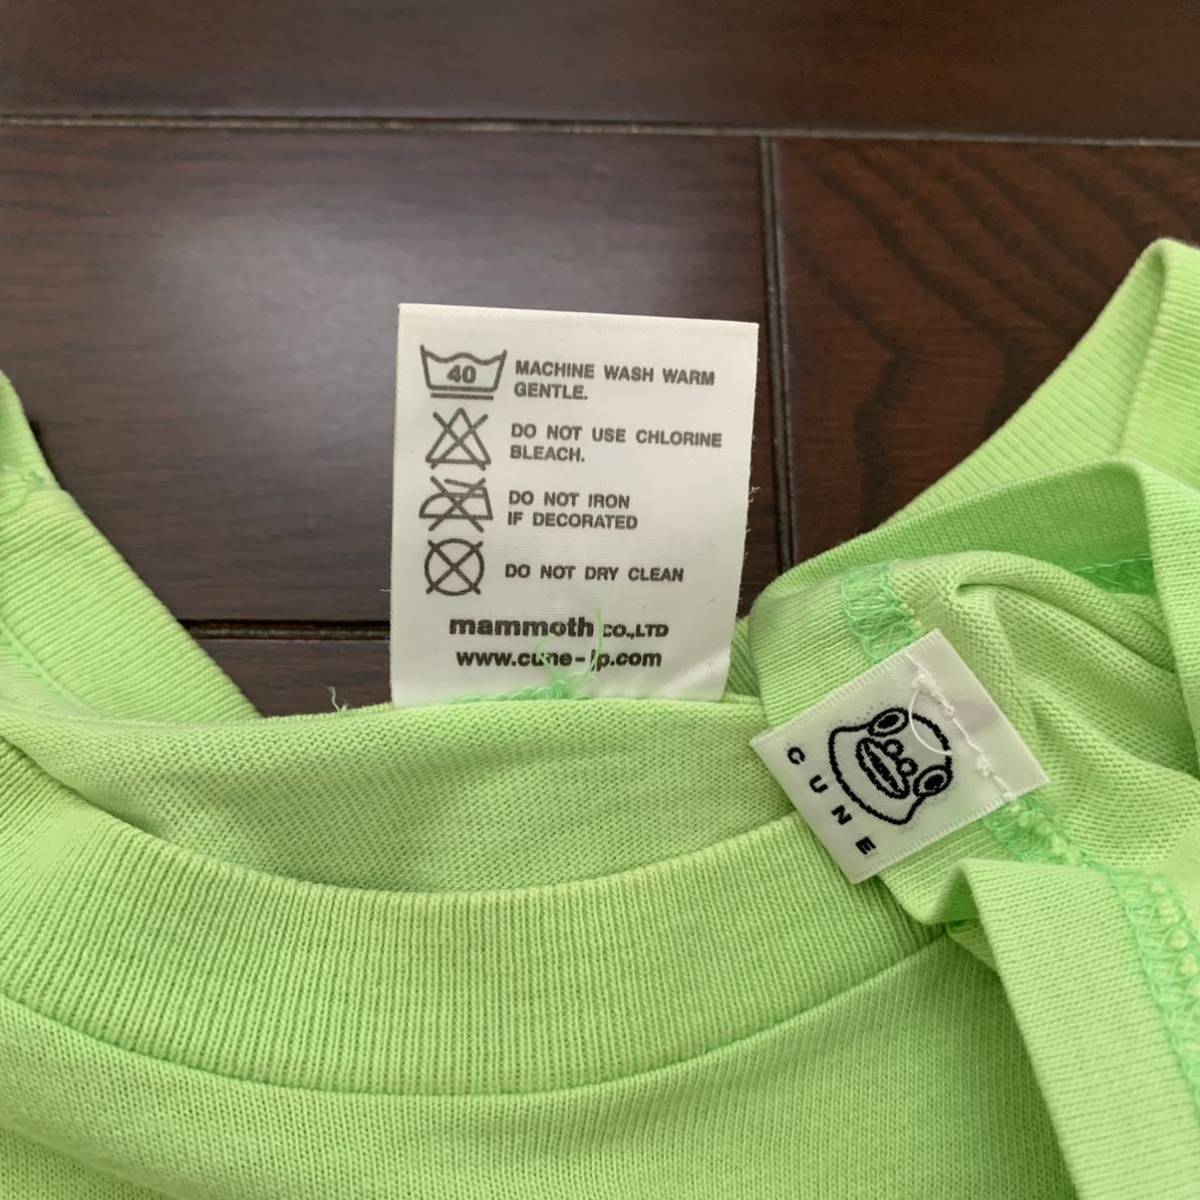 40
MACHINE WASH WARM
GENTLE.
DO NOT USE CHLORINE
BLEACH.
DO NOT IRON
IF DECORATED
DO NOT DRY CLEAN
mammoth CO.,LTD
www.cune-jp.com
CUNE